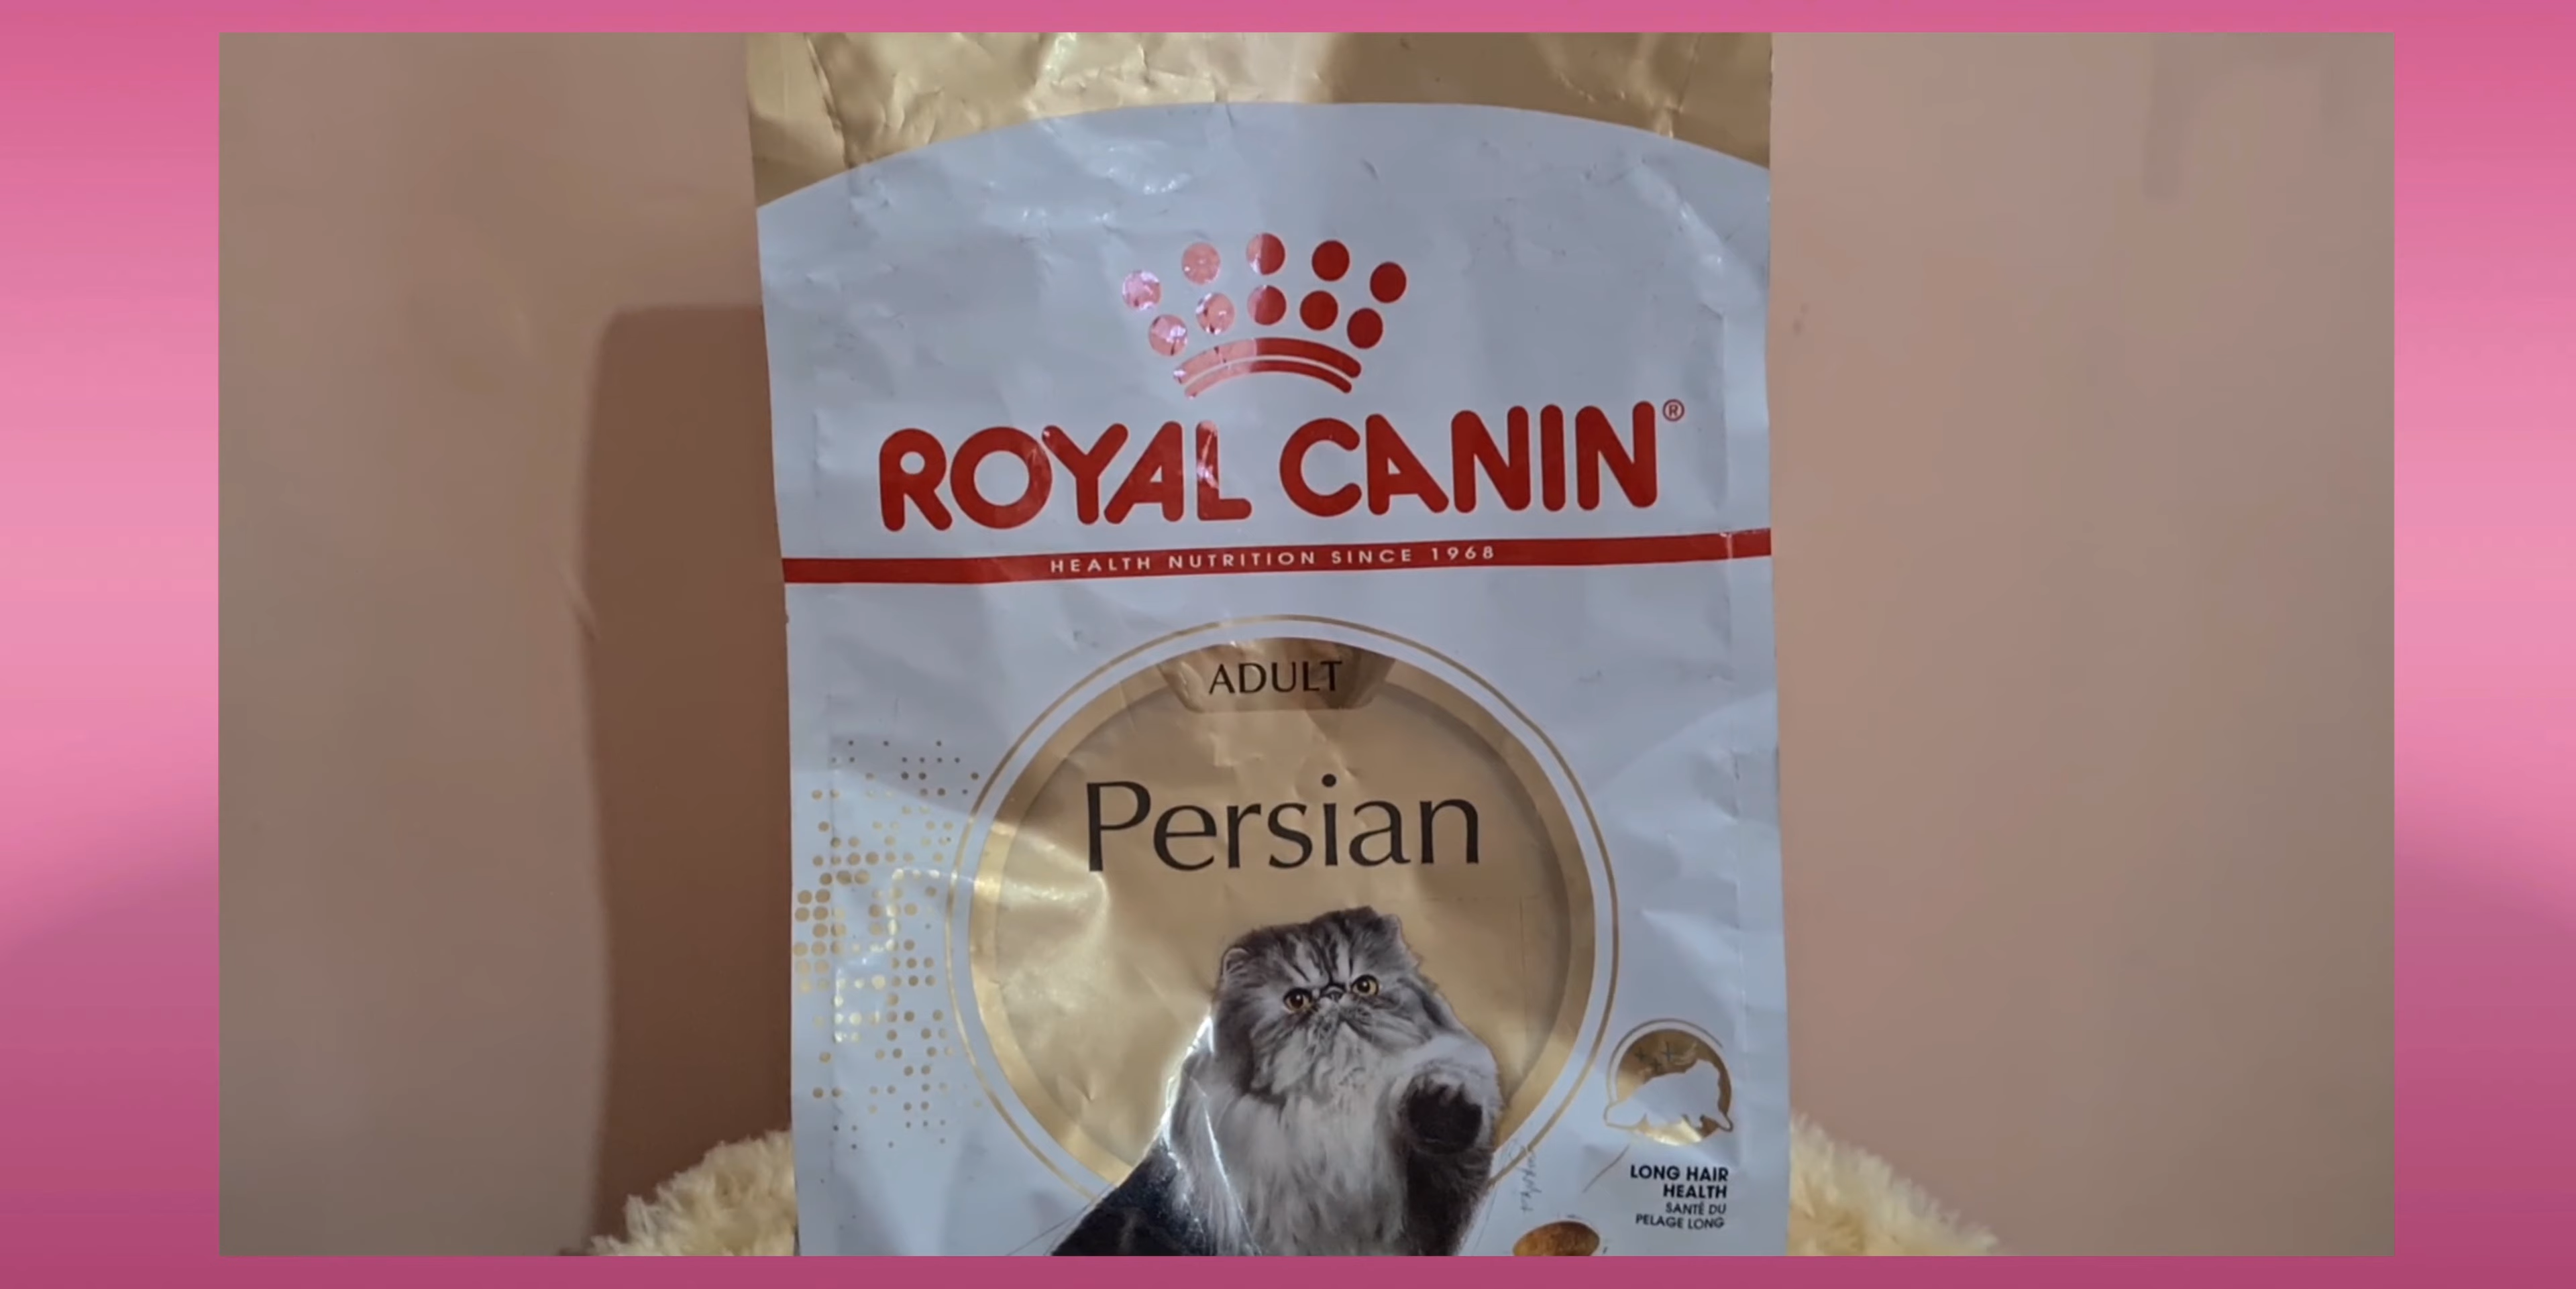 ROYAL CANIN®
HEALTH NUTRITION SINCE 1968
ADULT
Persian
LONG HAIR
HEALTH
SANTÉ DU
PELAGE LONG